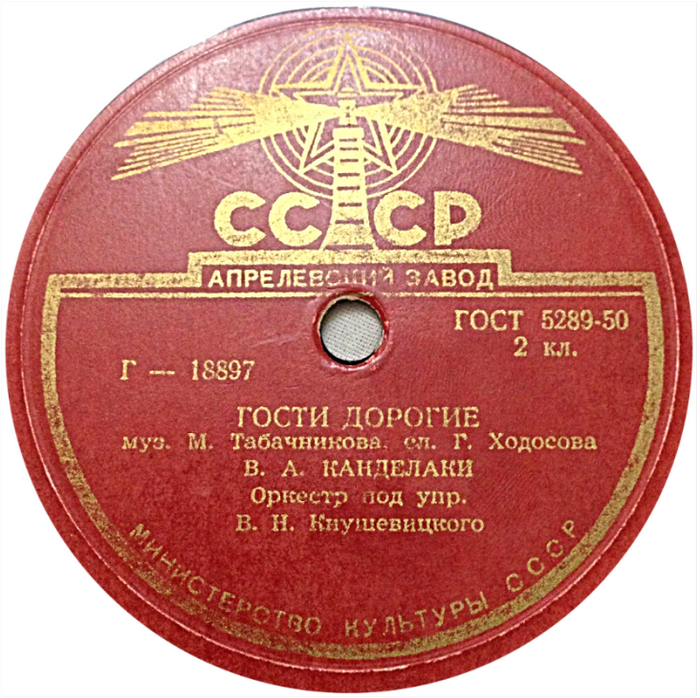 СССР
АПРЕЛЕВСКИЙ ЗАВОД
ГОСТ 5289-50
2 кл.
Г — 18897
ГОСТИ ДОРОГИЕ
муз. М. Табачникова, сл. Г. Ходосова
В. А. КАНДЕЛАКИ
Оркестр под упр.
В. Н. Кнушевицкого
МИНИСТЕРСТВО КУЛЬТУРЫ СССР